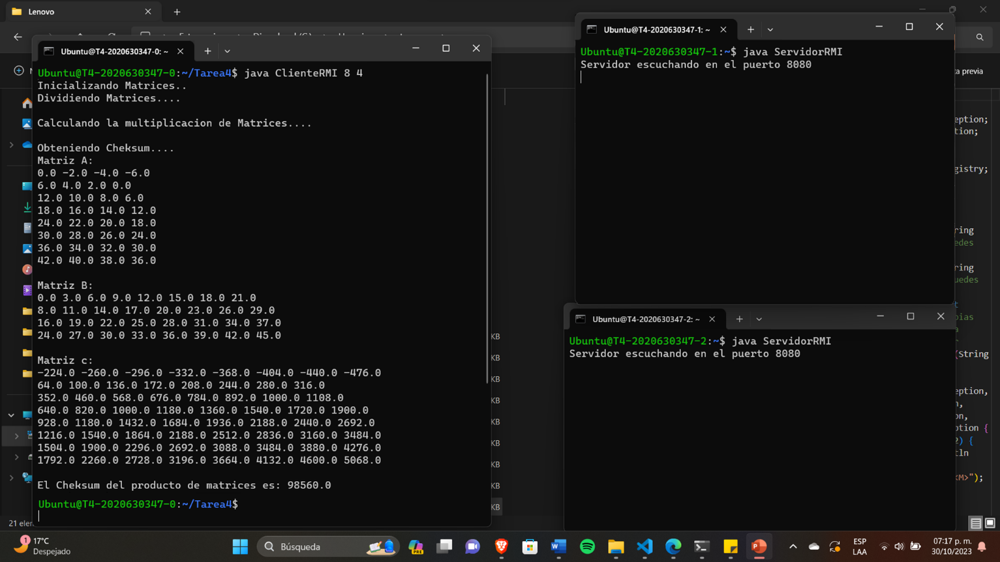 Lenovo
Ubuntu@T4-2020630347-0: ~
Ubuntu@T4-2020630347-0:~/Tarea4$ java ClienteRMI 8 4
Inicializando Matrices..
Dividiendo Matrices....
Calculando la multiplicacion de Matrices....
Obteniendo Cheksum....
Matriz A:
0.0 -2.0 -4.0 -6.0
6.0 4.0 2.0 0.0
12.0 10.0 8.0 6.0
18.0 16.0 14.0 12.0
24.0 22.0 20.0 18.0
30.0 28.0 26.0 24.0
36.0 34.0 32.0 30.0
42.0 40.0 38.0 36.0
Matriz B:
0.0 3.0 6.0 9.0 12.0 15.0 18.0 21.0
8.0 11.0 14.0 17.0 20.0 23.0 26.0 29.0
16.0 19.0 22.0 25.0 28.0 31.0 34.0 37.0
24.0 27.0 30.0 33.0 36.0 39.0 42.0 45.0
Matriz c:
-224.0 -260.0 -296.0 -332.0 -368.0 -404.0 -440.0 -476.0
64.0 100.0 136.0 172.0 208.0 244.0 280.0 316.0
352.0 460.0 568.0 676.0 784.0 892.0 1000.0 1108.0
640.0 820.0 1000.0 1180.0 1360.0 1540.0 1720.0 1900.0
928.0 1180.0 1432.0 1684.0 1936.0 2188.0 2440.0 2692.0
1216.0 1540.0 1864.0 2188.0 2512.0 2836.0 3160.0 3484.0
1504.0 1900.0 2296.0 2692.0 3088.0 3484.0 3880.0 4276.0
1792.0 2260.0 2728.0 3196.0 3664.0 4132.0 4600.0 5068.0
El Cheksum del producto de matrices es: 98560.0
Ubuntu@T4-2020630347-0:~/Tarea4$
21 elem
KB
KB
KB
KB
KB
KB
KB
KB
KB
Ubuntu@T4-2020630347-1: ~
Ubuntu@T4-2020630347-1:~$ java ServidorRMI
Servidor escuchando en el puerto 8080
Ubuntu@T4-2020630347-2: ~
Ubuntu@T4-2020630347-2:~$ java ServidorRMI
Servidor escuchando en el puerto 8080
ta previa
eption;
tion;
gistry;
ring
edes
ring
uedes
t
bias
a
(String
eption,
n,
on,
otion {
2) {
tln
<M>");
1
17°C
Despejado
Búsqueda
PRE
ESP
LAA
07:17 p. m.
30/10/2023